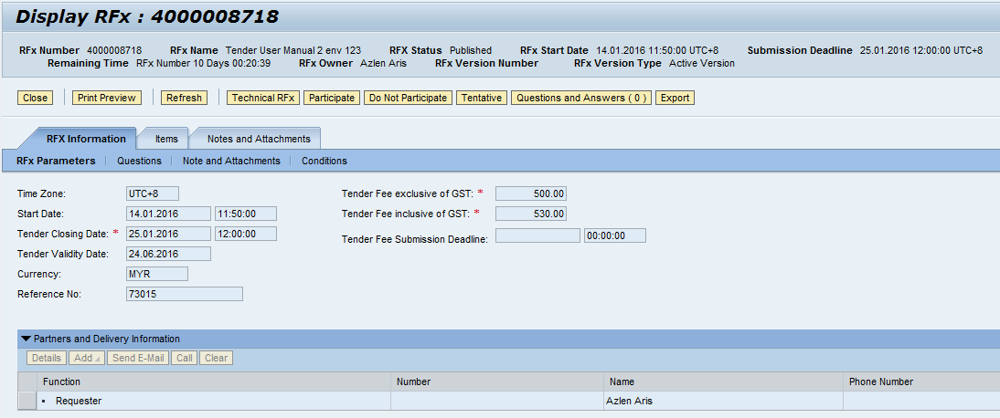 Display RFx : 4000008718
RFx Number 4000008718 RFx Name Tender User Manual 2 env 123 RFX Status Published RFx Start Date 14.01.2016 11:50:00 UTC+8 Submission Deadline 25.01.2016 12:00:00 UTC+8
Remaining Time RFx Number 10 Days 00:20:39 RFx Owner Azlen Aris RFx Version Number RFx Version Type Active Version
Close Print Preview Refresh Technical RFx Participate Do Not Participate Tentative Questions and Answers ( 0 ) Export
RFX Information Items Notes and Attachments
RFx Parameters Questions Note and Attachments Conditions
Time Zone: UTC+8 Tender Fee exclusive of GST: * 500.00
Start Date: 14.01.2016 11:50:00 Tender Fee inclusive of GST: * 530.00
Tender Closing Date: * 25.01.2016 12:00:00 Tender Fee Submission Deadline: 00:00:00
Tender Validity Date: 24.06.2016
Currency: MYR
Reference No: 73015
Partners and Delivery Information
Details Add Send E-Mail Call Clear
Function Number Name Phone Number
Requester Azlen Aris